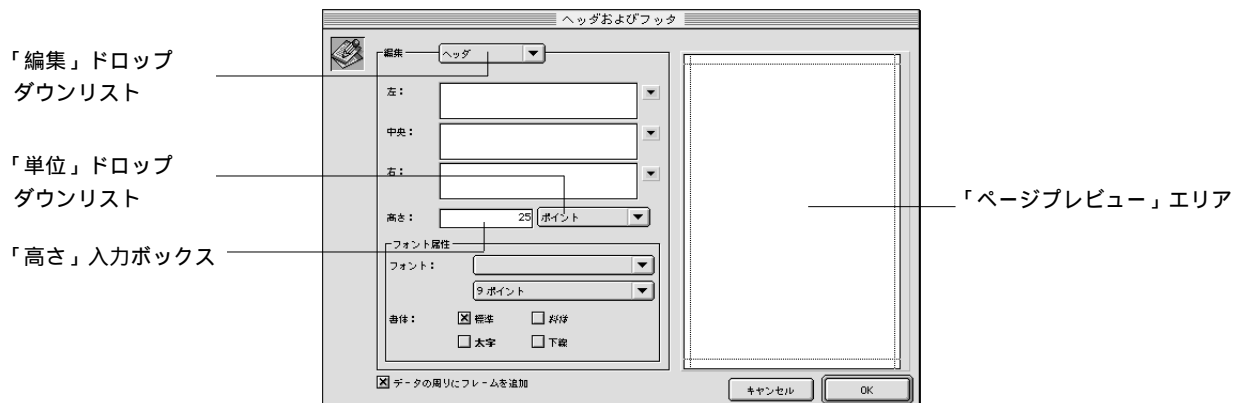 ヘッダおよびフッタ
「編集」ドロップ
ダウンリスト
編集
ヘッダ
左：
中央：
「単位」ドロップ
ダウンリスト
右：
「ページプレビュー」エリア
高さ：
25
ポイント
「高さ」入力ボックス
フォント属性
フォント：
9 ポイント
書体：
標準
斜体
太字
下線
データの周りにフレームを追加
キャンセル
OK